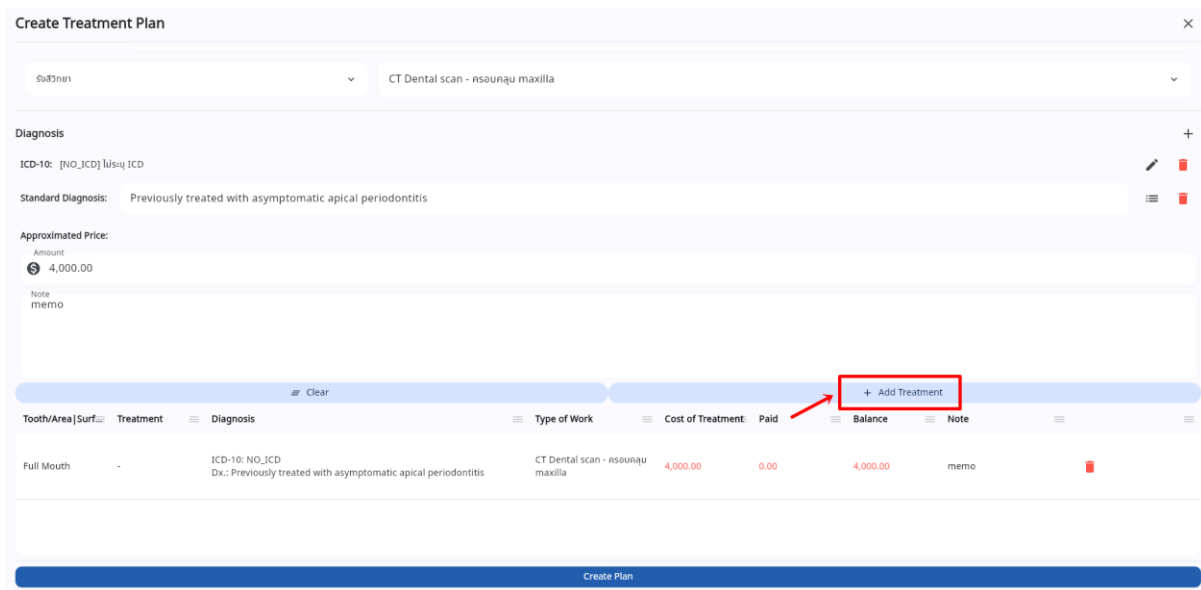 Create Treatment Plan
รังสีวิทยา
CT Dental scan - ครอบคลุม maxilla
Diagnosis
ICD-10: [NO_ICD] ไม่ระบุ ICD
Standard Diagnosis: Previously treated with asymptomatic apical periodontitis
Approximated Price:
Amount
4,000.00
Note
memo
Clear
+ Add Treatment
Tooth/Area|Surf... Treatment Diagnosis Type of Work Cost of Treatment Paid Balance Note
Full Mouth - ICD-10: NO_ICD CT Dental scan - ครอบคลุม 4,000.00 0.00 4,000.00 memo
Dx.: Previously treated with asymptomatic apical periodontitis maxilla
Create Plan